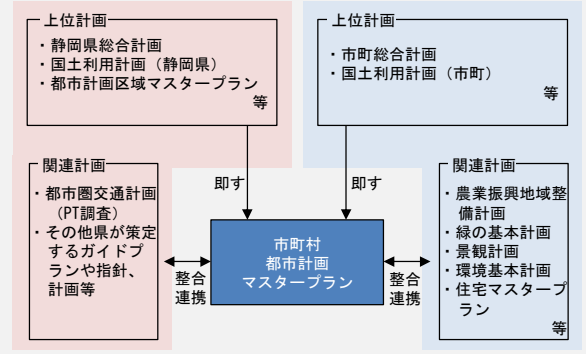 上位計画
・静岡県総合計画
・国土利用計画（静岡県）
・都市計画区域マスタープラン
等
上位計画
・市町総合計画
・国土利用計画（市町）
等
関連計画
・都市圏交通計画
（PT調査）
・その他県が策定
するガイドプ
ランや指針、
計画等
即す
即す
市町村
都市計画
マスタープラン
整合
連携
整合
連携
関連計画
・農業振興地域整
備計画
・緑の基本計画
・景観計画
・環境基本計画
・住宅マスタープ
ラン
等